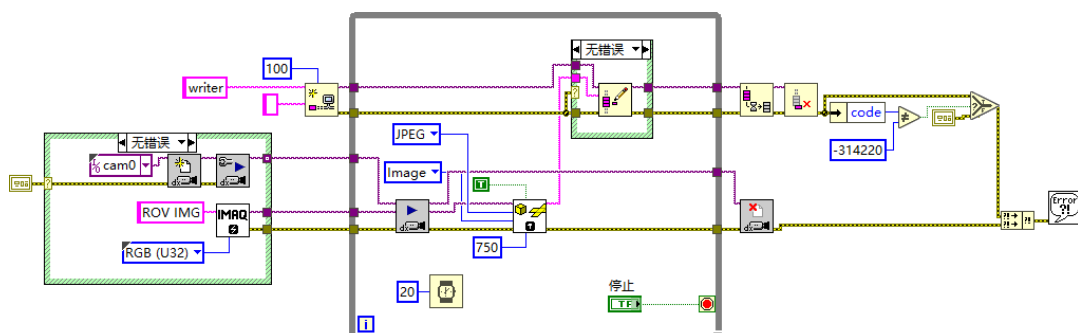 无错误
100
writer
JPEG
code
-314220
无错误
cam0
Image
T
ROV IMG
IMAQ
RGB (U32)
750
Error
?!
20
停止
TF
i